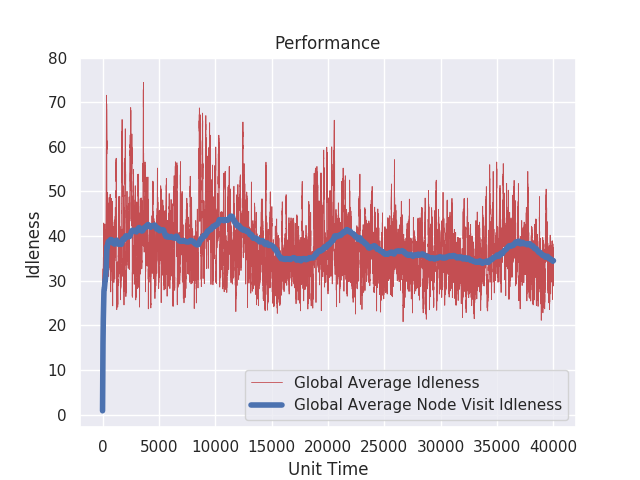 Performance
80
70
60
50
40
30
20
10
0
Idleness
Global Average Idleness
Global Average Node Visit Idleness
0 5000 10000 15000 20000 25000 30000 35000 40000
Unit Time